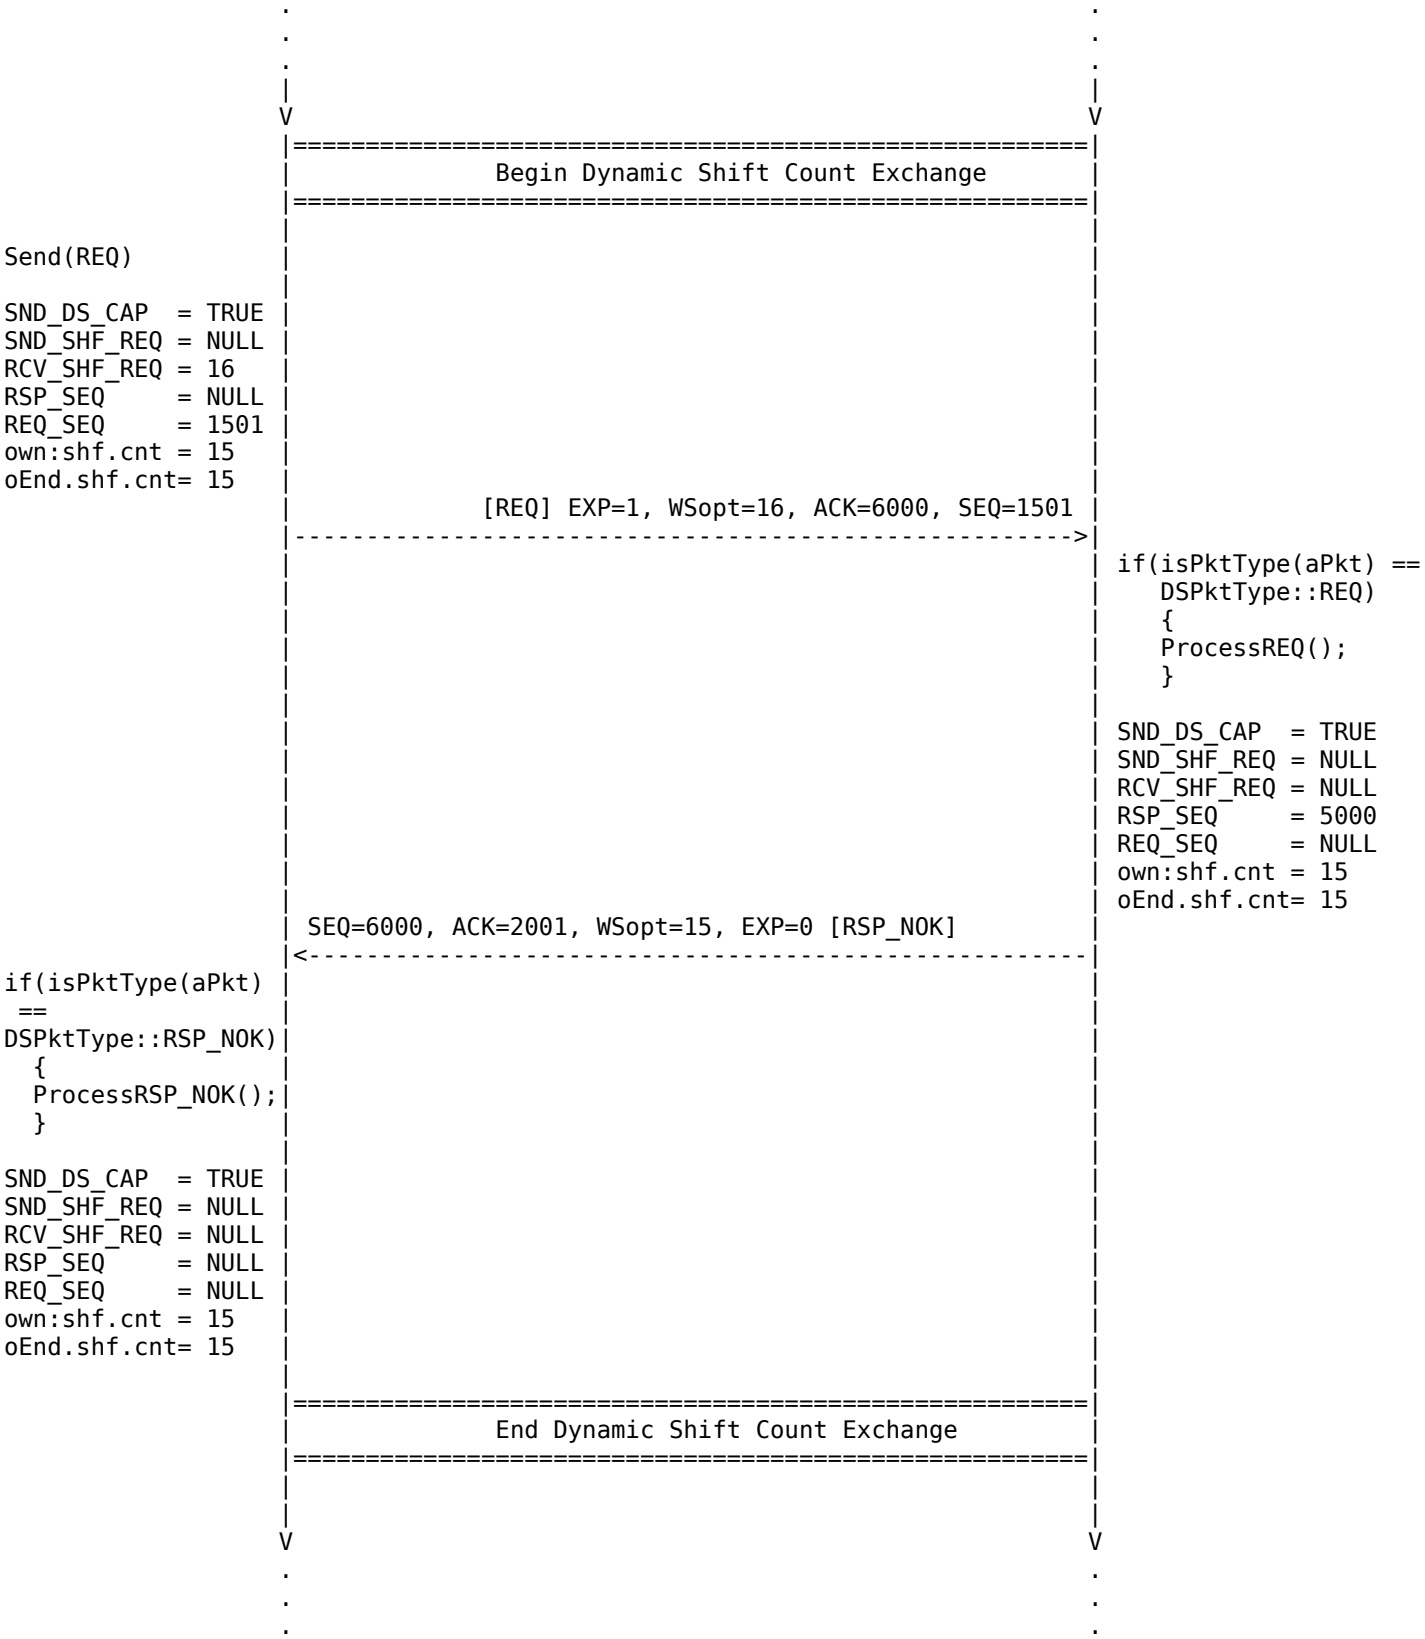 Begin Dynamic Shift Count Exchange
Send(REQ)
SND_DS_CAP  = TRUE
SND_SHF_REQ = NULL
RCV_SHF_REQ = 16
RSP_SEQ     = NULL
REQ_SEQ     = 1501
own:shf.cnt = 15
oEnd.shf.cnt= 15
[REQ] EXP=1, WSopt=16, ACK=6000, SEQ=1501
if(isPktType(aPkt) ==
DSPktType::REQ)
{
ProcessREQ();
}
SND_DS_CAP  = TRUE
SND_SHF_REQ = NULL
RCV_SHF_REQ = NULL
RSP_SEQ     = 5000
REQ_SEQ     = NULL
own:shf.cnt = 15
oEnd.shf.cnt= 15
SEQ=6000, ACK=2001, WSopt=15, EXP=0 [RSP_NOK]
if(isPktType(aPkt)
==
DSPktType::RSP_NOK)
{
ProcessRSP_NOK();
}
SND_DS_CAP  = TRUE
SND_SHF_REQ = NULL
RCV_SHF_REQ = NULL
RSP_SEQ     = NULL
REQ_SEQ     = NULL
own:shf.cnt = 15
oEnd.shf.cnt= 15
End Dynamic Shift Count Exchange